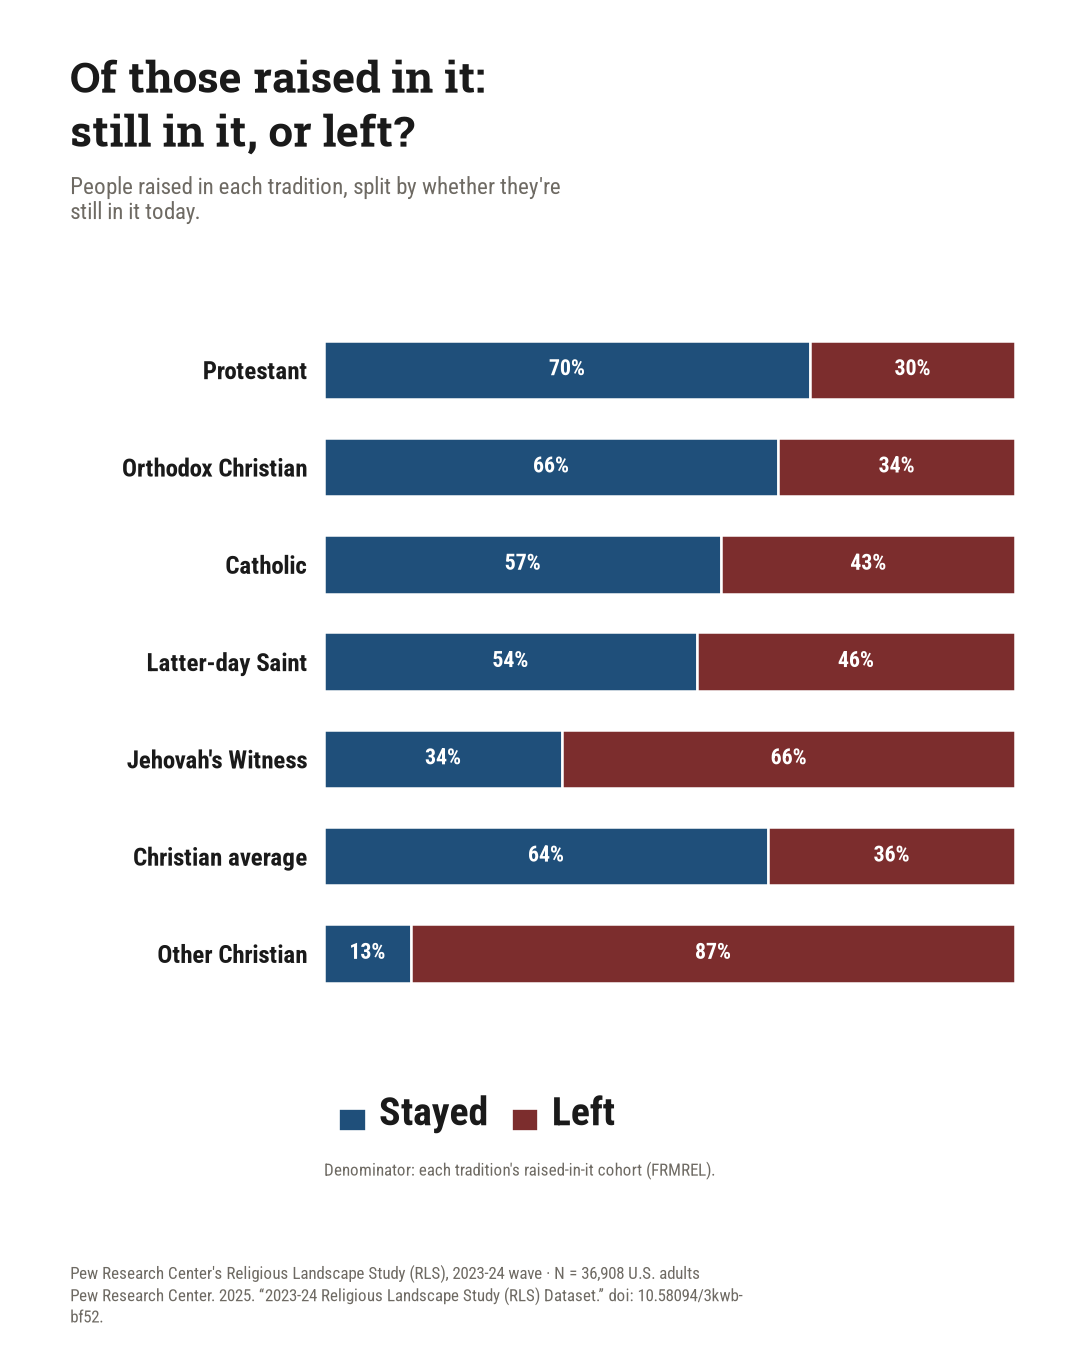 Of those raised in it:
still in it, or left?
People raised in each tradition, split by whether they're
still in it today.
Protestant 70% 30%
Orthodox Christian 66% 34%
Catholic 57% 43%
Latter-day Saint 54% 46%
Jehovah's Witness 34% 66%
Christian average 64% 36%
Other Christian 13% 87%
Stayed Left
Denominator: each tradition's raised-in-it cohort (FRMREL).
Pew Research Center's Religious Landscape Study (RLS), 2023-24 wave · N = 36,908 U.S. adults
Pew Research Center. 2025. “2023-24 Religious Landscape Study (RLS) Dataset.” doi: 10.58094/3kwb-
bf52.